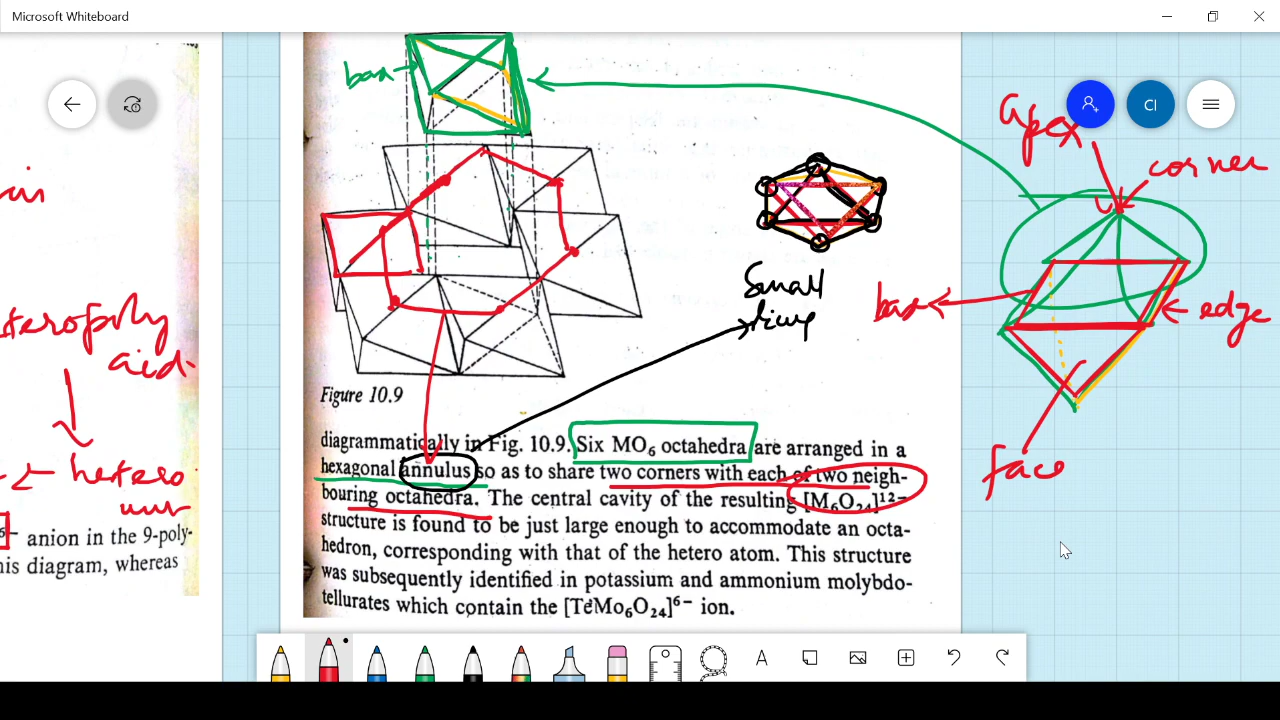 Microsoft Whiteboard
base
apex
CI
corner
Small
ring
base
edge
face
heteropoly
acid.
hetero
anion in the 9-poly-
his diagram, whereas
Figure 10.9
diagrammatically in Fig. 10.9. Six MO₆ octahedra are arranged in a
hexagonal annulus so as to share two corners with each of two neigh-
bouring octahedra. The central cavity of the resulting [M₆O₂₄]¹²⁻
structure is found to be just large enough to accommodate an octa-
hedron, corresponding with that of the hetero atom. This structure
was subsequently identified in potassium and ammonium molybdo-
tellurates which contain the [TeMo₆O₂₄]⁶⁻ ion.
A